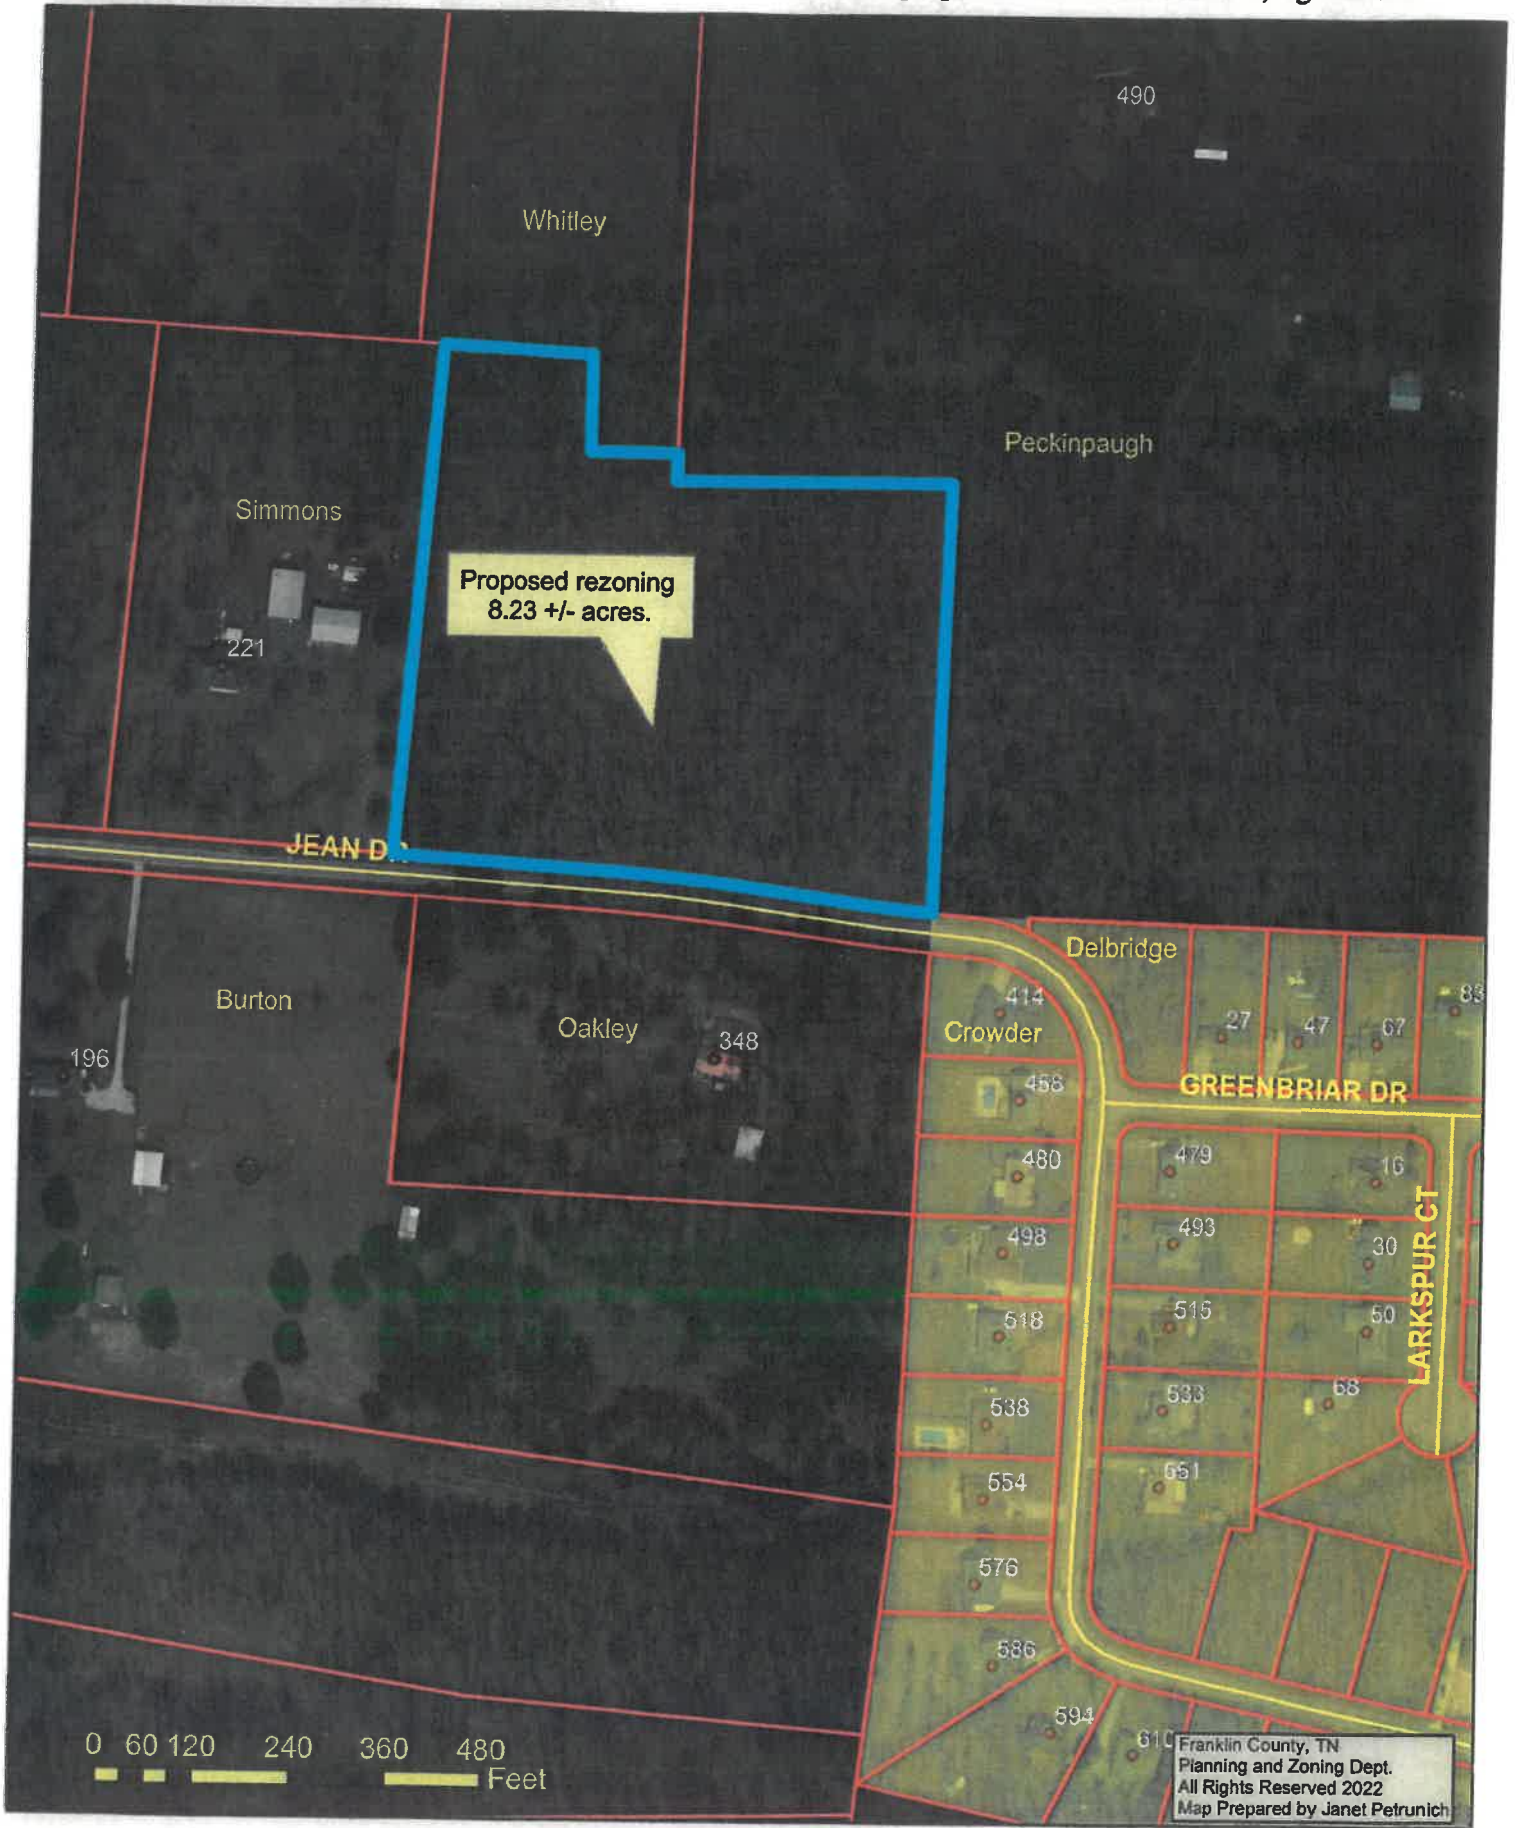 490
Whitley
Peckinpaugh
Simmons
Proposed rezoning
8.23 +/- acres.
221
JEAN
Delbridge
Burton
Oakley
414
Crowder
27
47
67
83
348
196
458
GREENBRIAR DR
480
479
16
498
493
30
LARKSPUR CT
518
515
50
538
533
68
554
551
576
586
594
610
0 60 120 240 360 480
Feet
Franklin County, TN
Planning and Zoning Dept.
All Rights Reserved 2022
Map Prepared by Janet Petrunich